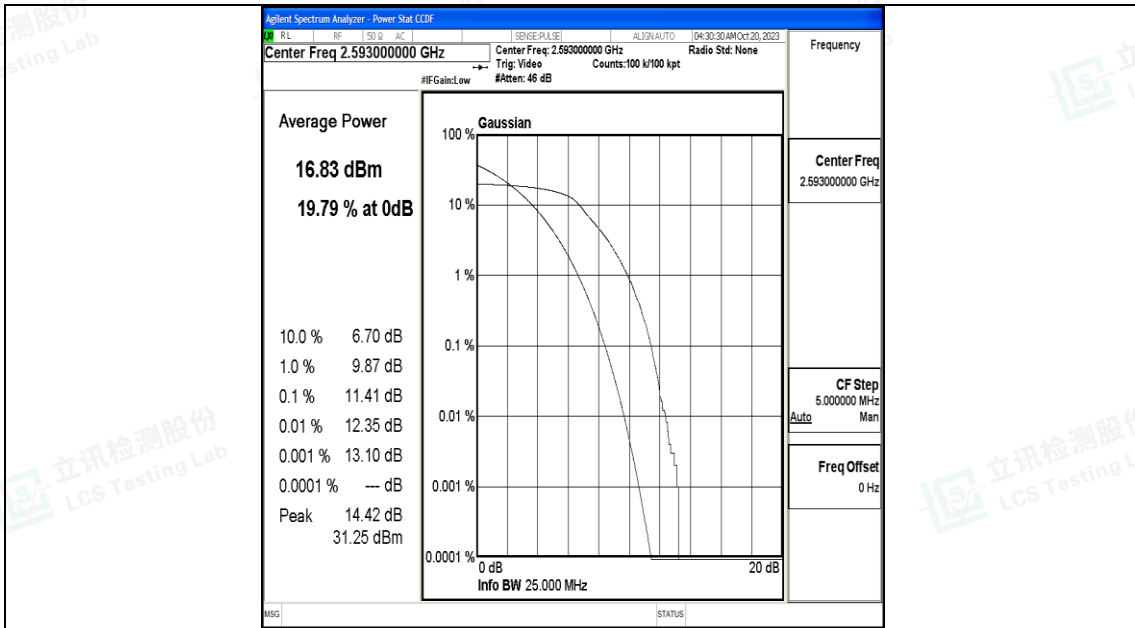 Agilent Spectrum Analyzer - Power Stat CCDF
RL RF 50 Ω AC SENSE:PULSE ALIGN AUTO 04:30:30 AM Oct 20, 2023
Center Freq 2.593000000 GHz
Center Freq: 2.593000000 GHz Radio Std: None
Trig: Video Counts:100 k/100 kpt
#IFGain:Low #Atten: 46 dB
Frequency
Average Power
16.83 dBm
19.79 % at 0dB
10.0 % 6.70 dB
1.0 % 9.87 dB
0.1 % 11.41 dB
0.01 % 12.35 dB
0.001 % 13.10 dB
0.0001 % --- dB
Peak 14.42 dB
31.25 dBm
Gaussian
100 %
10 %
1 %
0.1 %
0.01 %
0.001 %
0.0001 %
0 dB 20 dB
Info BW 25.000 MHz
Center Freq
2.593000000 GHz
CF Step
5.000000 MHz
Auto Man
Freq Offset
0 Hz
MSG STATUS
立讯检测股份
LCS Testing Lab